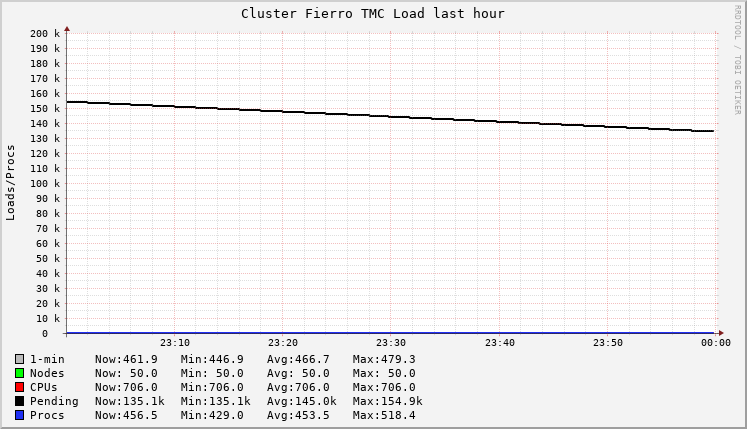 Cluster Fierro TMC Load last hour
RRDTOOL / TOBI OETIKER
Loads/Procs
200 k
190 k
180 k
170 k
160 k
150 k
140 k
130 k
120 k
110 k
100 k
90 k
80 k
70 k
60 k
50 k
40 k
30 k
20 k
10 k
0
23:10 23:20 23:30 23:40 23:50 00:00
1-min Now:461.9 Min:446.9 Avg:466.7 Max:479.3
Nodes Now: 50.0 Min: 50.0 Avg: 50.0 Max: 50.0
CPUs Now:706.0 Min:706.0 Avg:706.0 Max:706.0
Pending Now:135.1k Min:135.1k Avg:145.0k Max:154.9k
Procs Now:456.5 Min:429.0 Avg:453.5 Max:518.4